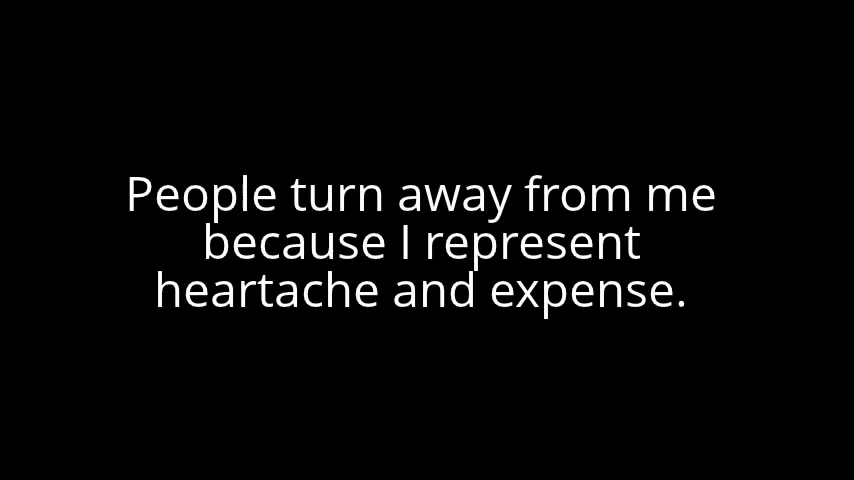 People turn away from me
because I represent
heartache and expense.